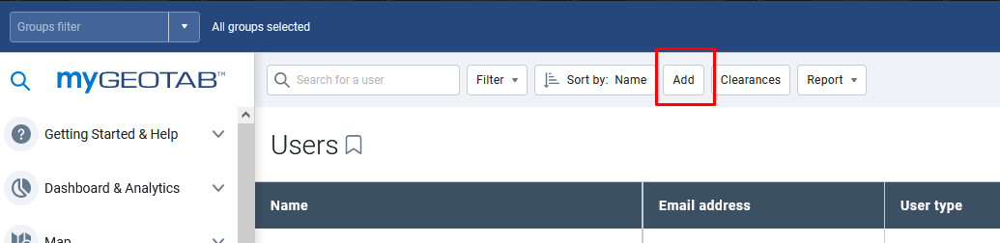 Groups filter
All groups selected
myGEOTAB™
Search for a user
Filter
Sort by: Name
Add
Clearances
Report
Getting Started & Help
Users
Dashboard & Analytics
Name
Email address
User type
Map